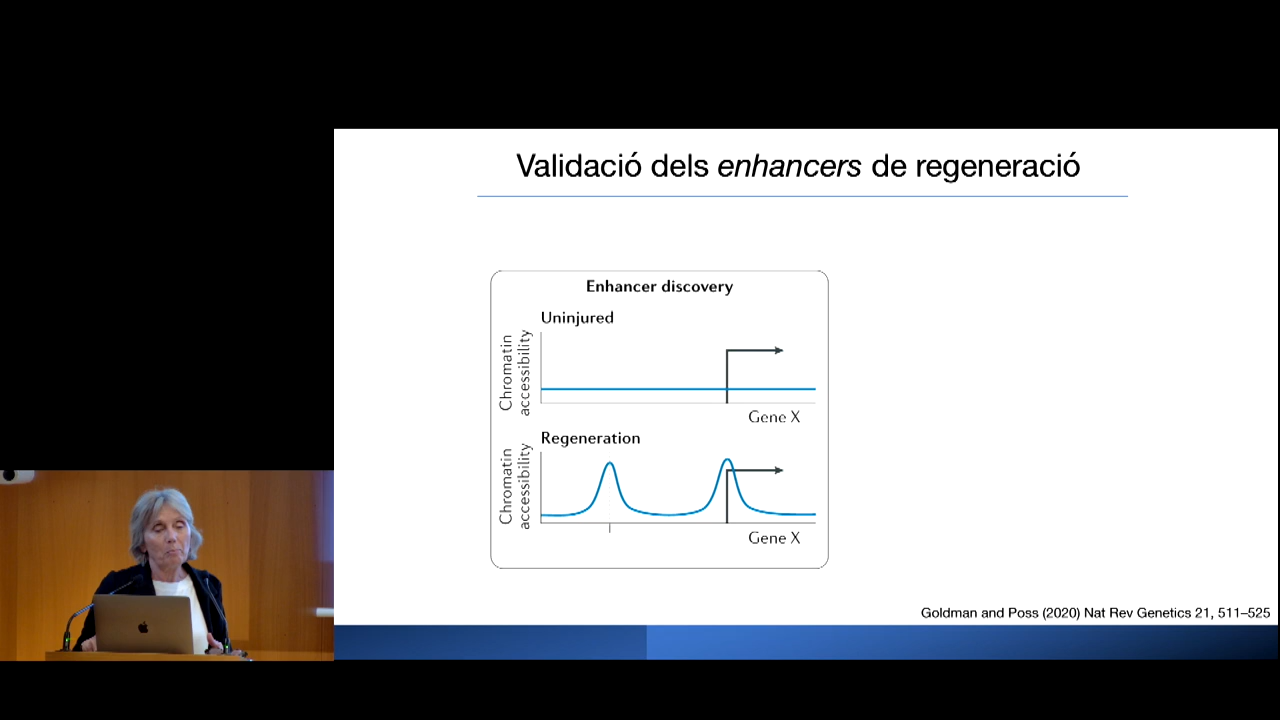 Validació dels enhancers de regeneració
Enhancer discovery
Uninjured
Chromatin
accessibility
Gene X
Regeneration
Chromatin
accessibility
Gene X
Goldman and Poss (2020) Nat Rev Genetics 21, 511–525